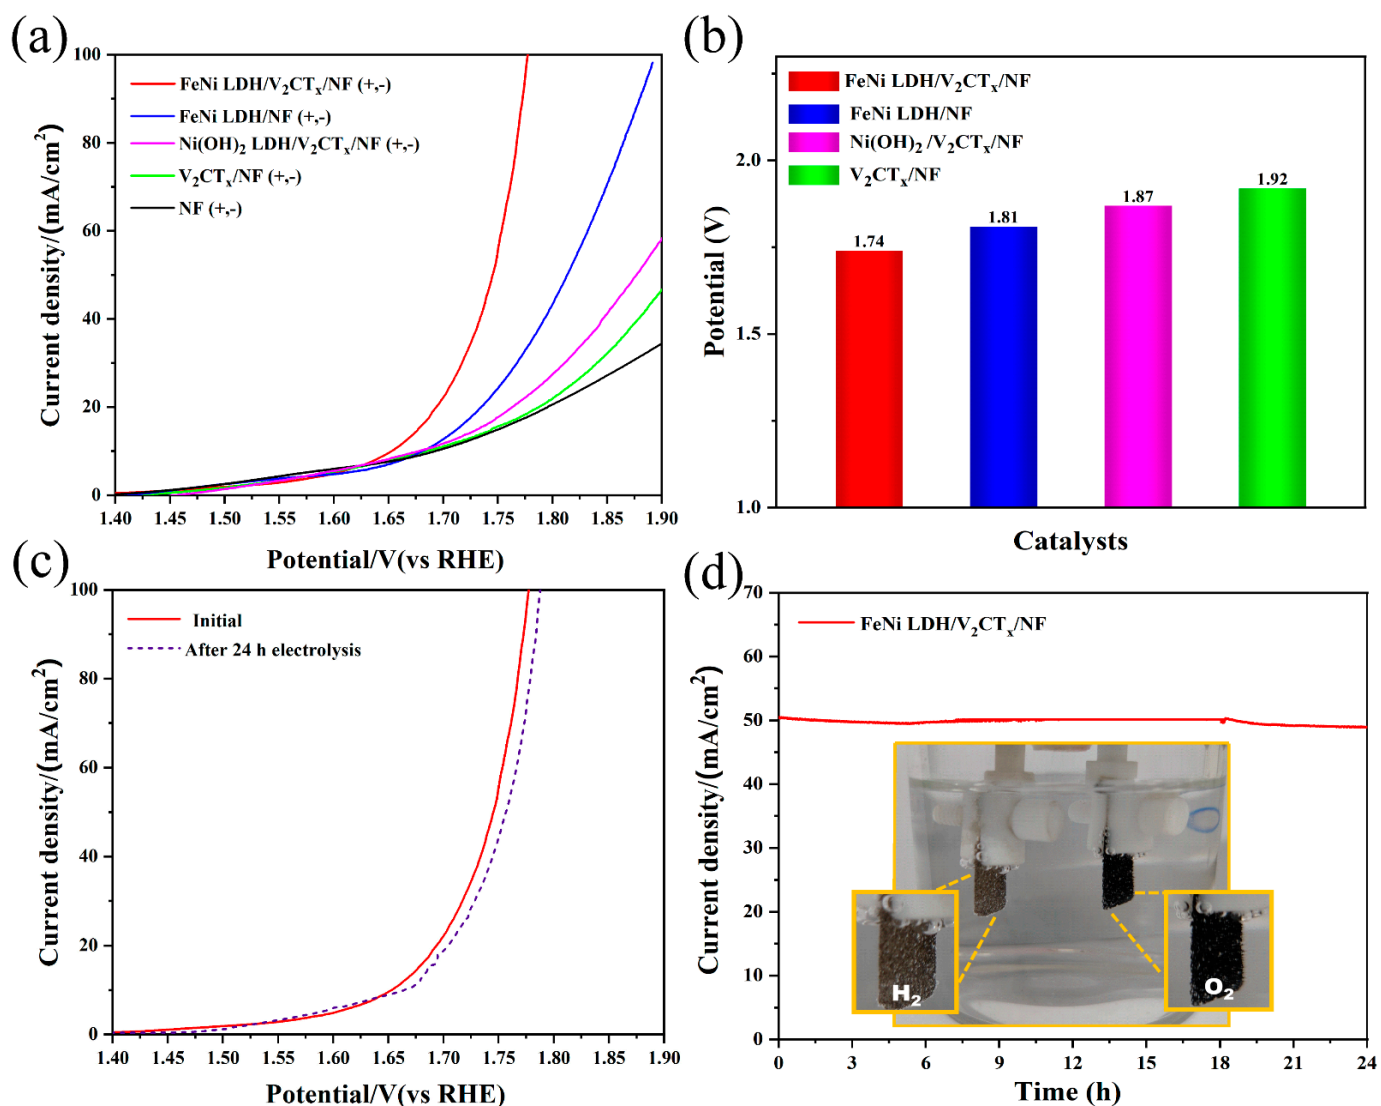 (a)
100
80
60
40
20
0
Current density/(mA/cm²)
FeNi LDH/V₂CTₓ/NF (+,-)
FeNi LDH/NF (+,-)
Ni(OH)₂ LDH/V₂CTₓ/NF (+,-)
V₂CTₓ/NF (+,-)
NF (+,-)
1.40 1.45 1.50 1.55 1.60 1.65 1.70 1.75 1.80 1.85 1.90
Potential/V(vs RHE)
(b)
2.0
1.5
1.0
Potential (V)
FeNi LDH/V₂CTₓ/NF
FeNi LDH/NF
Ni(OH)₂ /V₂CTₓ/NF
V₂CTₓ/NF
1.74 1.81 1.87 1.92
Catalysts
(c)
100
80
60
40
20
0
Current density/(mA/cm²)
Initial
After 24 h electrolysis
1.40 1.45 1.50 1.55 1.60 1.65 1.70 1.75 1.80 1.85 1.90
Potential/V(vs RHE)
(d)
70
60
50
40
30
20
10
0
Current density/(mA/cm²)
FeNi LDH/V₂CTₓ/NF
H₂
O₂
0 3 6 9 12 15 18 21 24
Time (h)